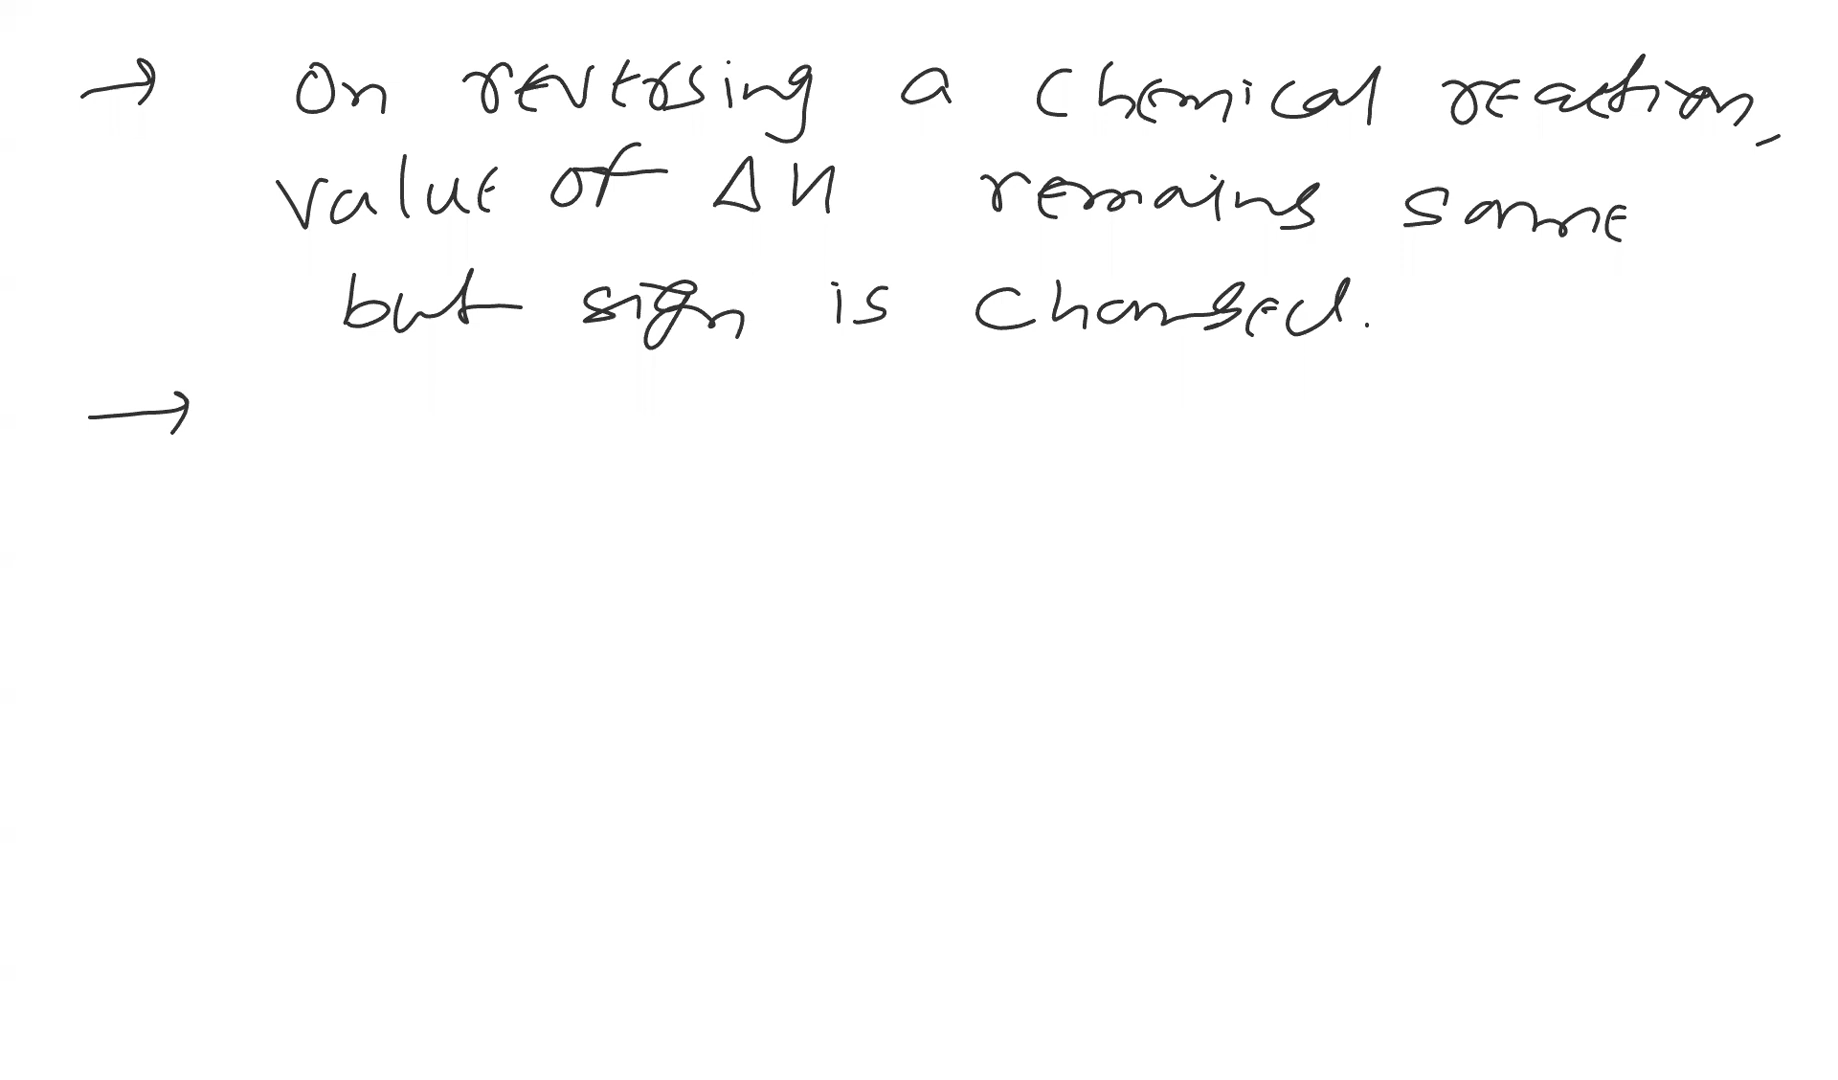 → On reversing a chemical reaction,
value of ΔH remains same
but sign is changed.
→